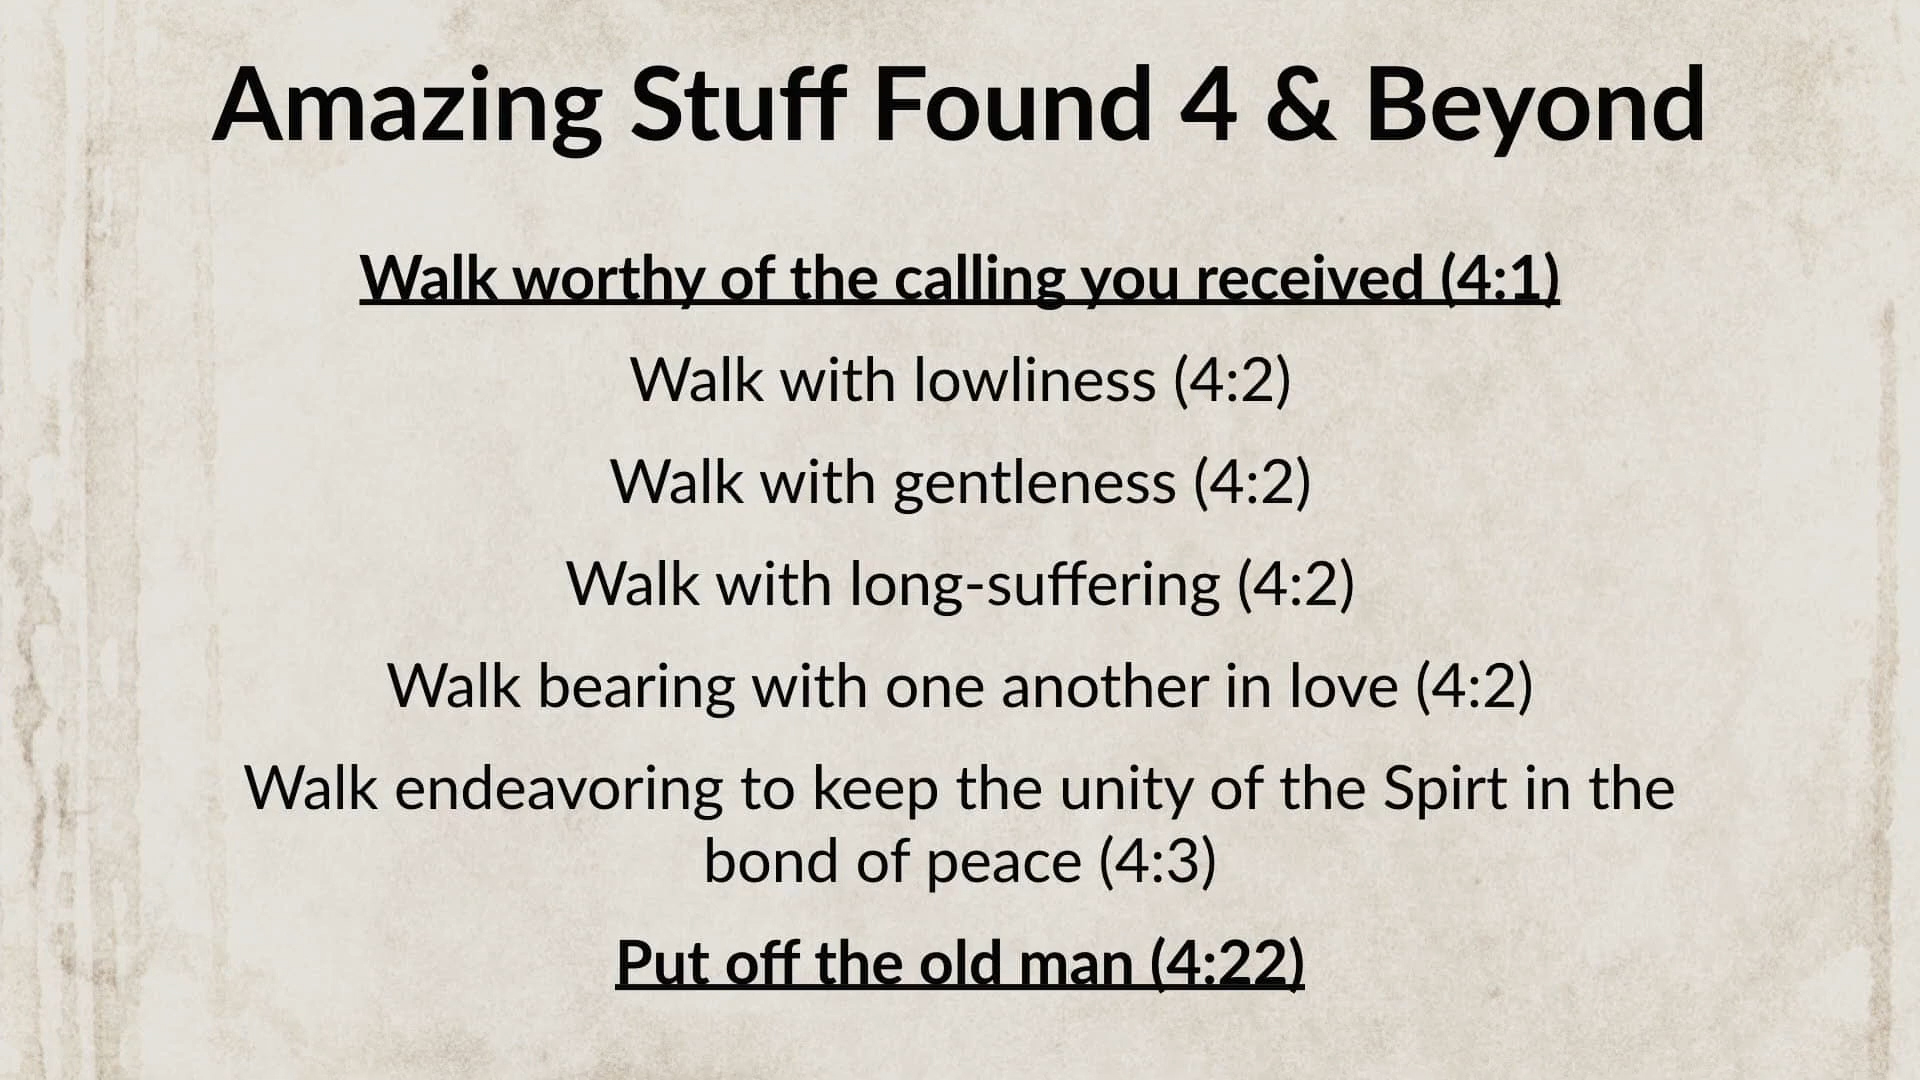 Amazing Stuff Found 4 & Beyond
Walk worthy of the calling you received (4:1)
Walk with lowliness (4:2)
Walk with gentleness (4:2)
Walk with long-suffering (4:2)
Walk bearing with one another in love (4:2)
Walk endeavoring to keep the unity of the Spirt in the
bond of peace (4:3)
Put off the old man (4:22)